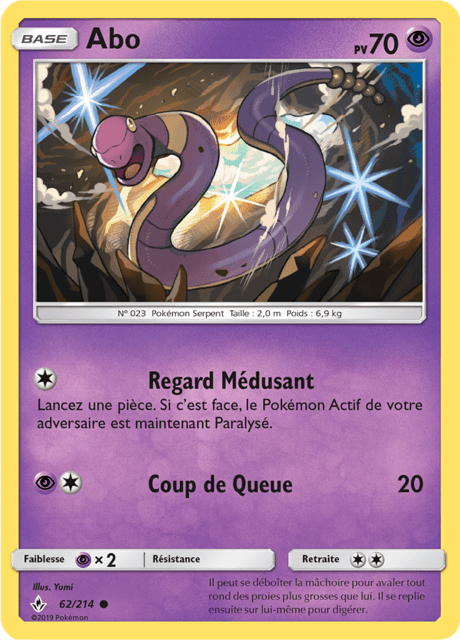 BASE Abo PV70
N° 023 Pokémon Serpent Taille : 2,0 m Poids : 6,9 kg
Regard Médusant
Lancez une pièce. Si c'est face, le Pokémon Actif de votre
adversaire est maintenant Paralysé.
Coup de Queue 20
Faiblesse ×2 Résistance Retraite
Illus. Yumi
62/214
©2019 Pokémon
Il peut se déboîter la mâchoire pour avaler tout
rond des proies plus grosses que lui. Il se replie
ensuite sur lui-même pour digérer.